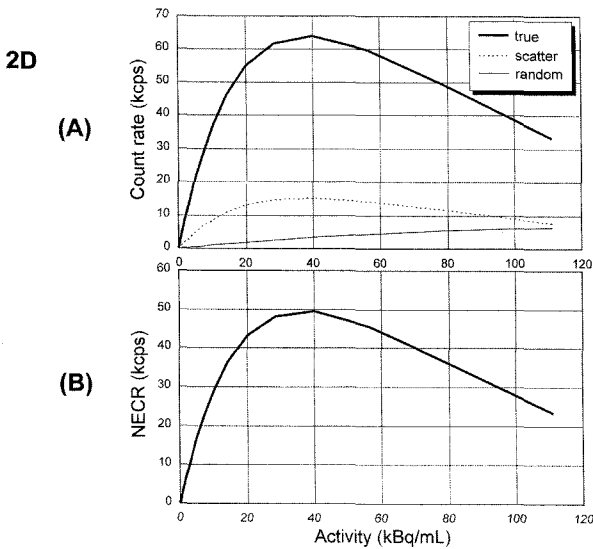 2D
(A)
Count rate (kcps)
70
60
50
40
30
20
10
0
true
scatter
random
0 20 40 60 80 100 120
(B)
NECR (kcps)
60
50
40
30
20
10
0
0 20 40 60 80 100 120
Activity (kBq/mL)